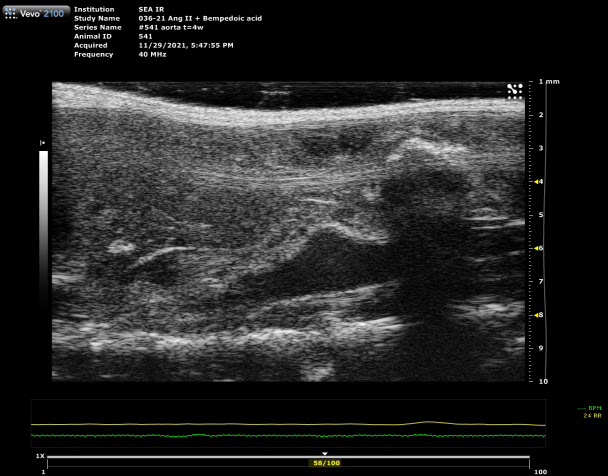 Vevo 2100
Institution SEA IR
Study Name 036-21 Ang II + Bempedoic acid
Series Name #541 aorta t=4w
Animal ID 541
Acquired 11/29/2021, 5:47:55 PM
Frequency 40 MHz
1 mm
2
3
4
5
6
7
8
9
10
--- BPM
24 RR
1X
58/100
1 100